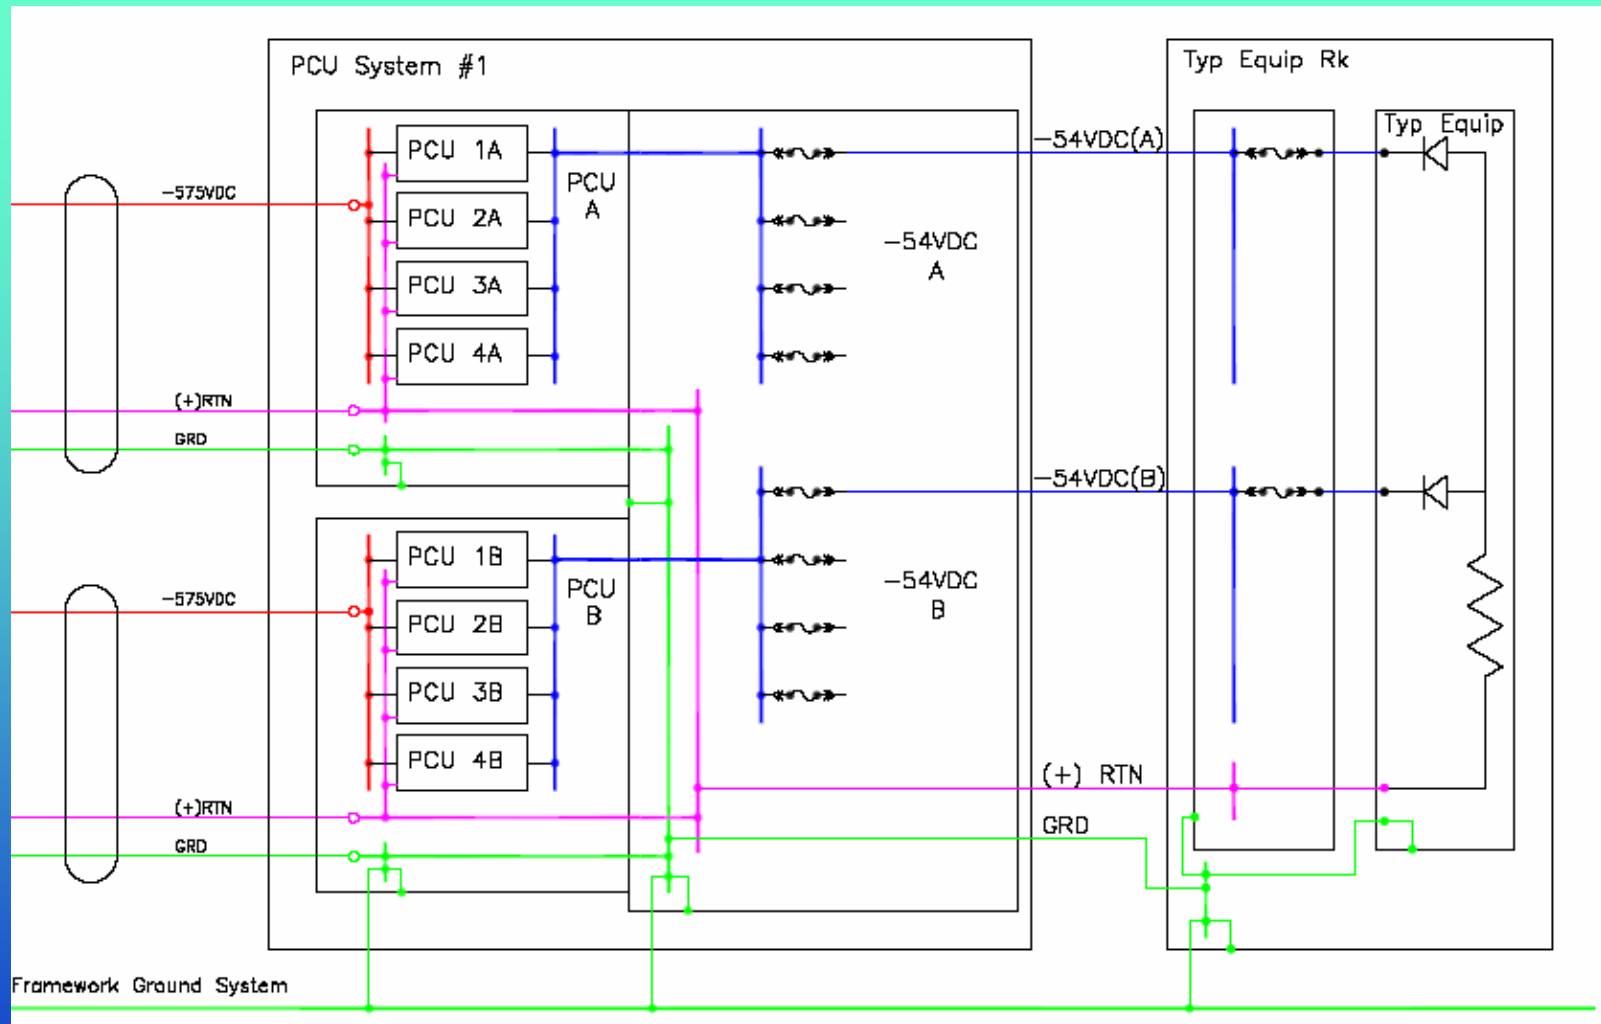 PCU System #1
Typ Equip Rk
PCU 1A
PCU 2A
PCU 3A
PCU 4A
PCU
A
-575VDC
(+)RTN
GRD
-54VDC
A
-54VDC(A)
Typ Equip
PCU 1B
PCU 2B
PCU 3B
PCU 4B
PCU
B
-575VDC
(+)RTN
GRD
-54VDC
B
-54VDC(B)
(+) RTN
GRD
Framework Ground System